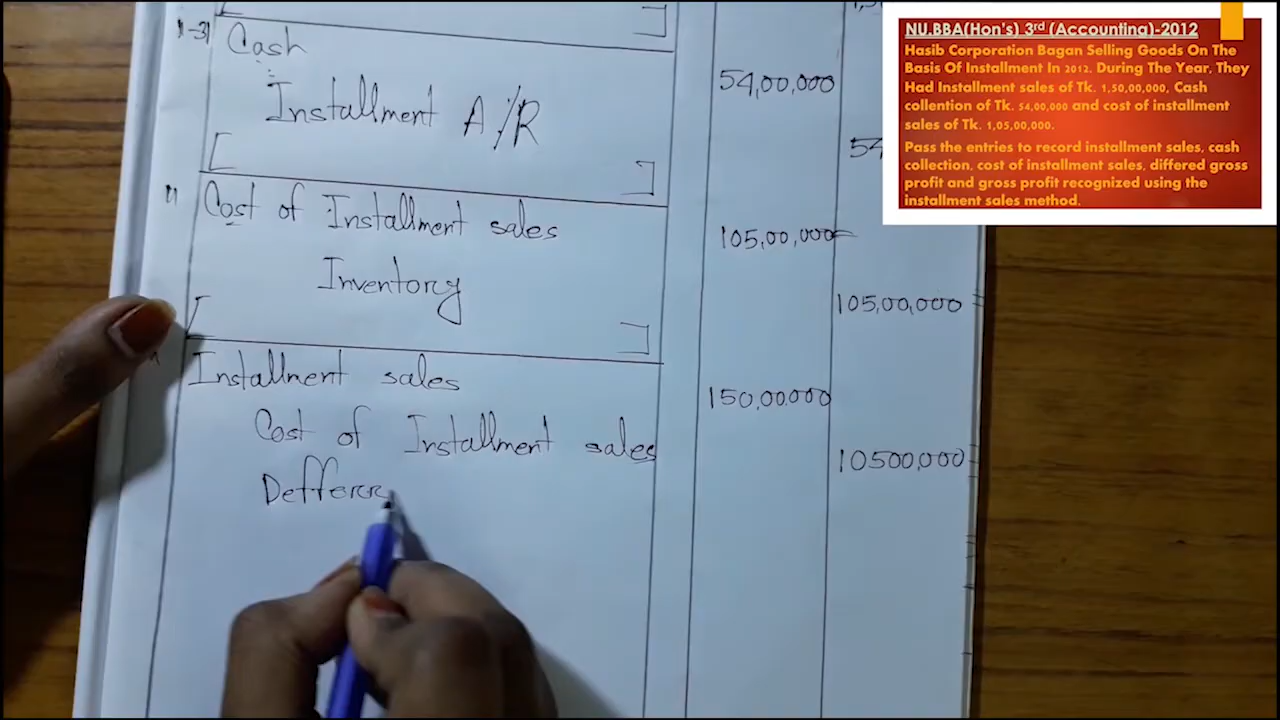 NU.BBA(Hon's) 3rd (Accounting)-2012
Hasib Corporation Bagan Selling Goods On The
Basis Of Installment In 2012. During The Year, They
Had Installment sales of Tk. 1,50,00,000, Cash
collention of Tk. 54,00,000 and cost of installment
sales of Tk. 1,05,00,000.
Pass the entries to record installment sales, cash
collection, cost of installment sales, differed gross
profit and gross profit recognized using the
installment sales method.
Cash
54,00,000
Installment A/R
54
[ ]
" Cost of Installment sales
105,00,000
Inventory
105,00,000
[ ]
Installment sales
150,00,000
Cost of Installment sales
10500,000
Defferr